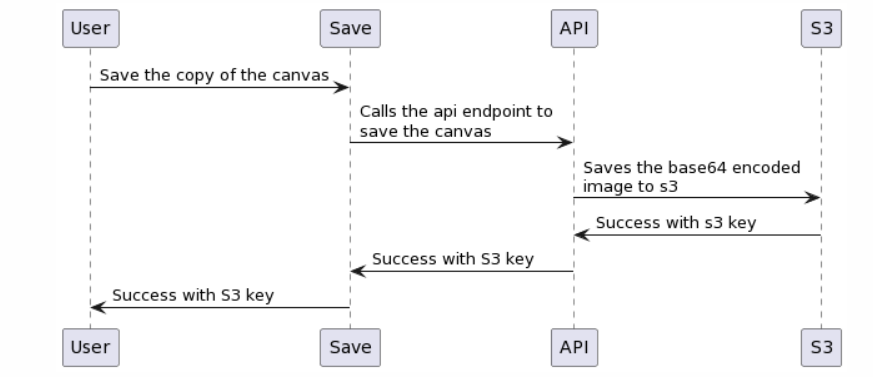 User Save API S3
Save the copy of the canvas
Calls the api endpoint to
save the canvas
Saves the base64 encoded
image to s3
Success with s3 key
Success with S3 key
Success with S3 key
User Save API S3